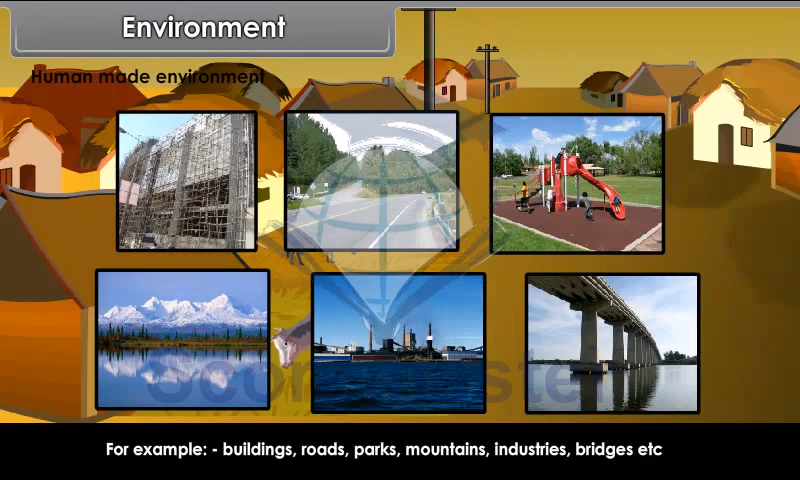 Environment
Human made environment
For example: - buildings, roads, parks, mountains, industries, bridges etc